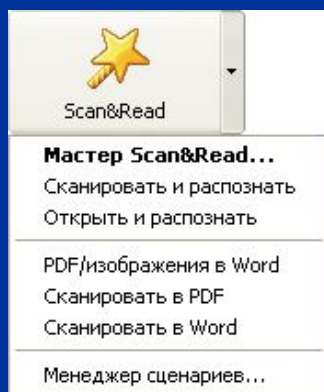 Scan&Read
Мастер Scan&Read...
Сканировать и распознать
Открыть и распознать
PDF/изображения в Word
Сканировать в PDF
Сканировать в Word
Менеджер сценариев...